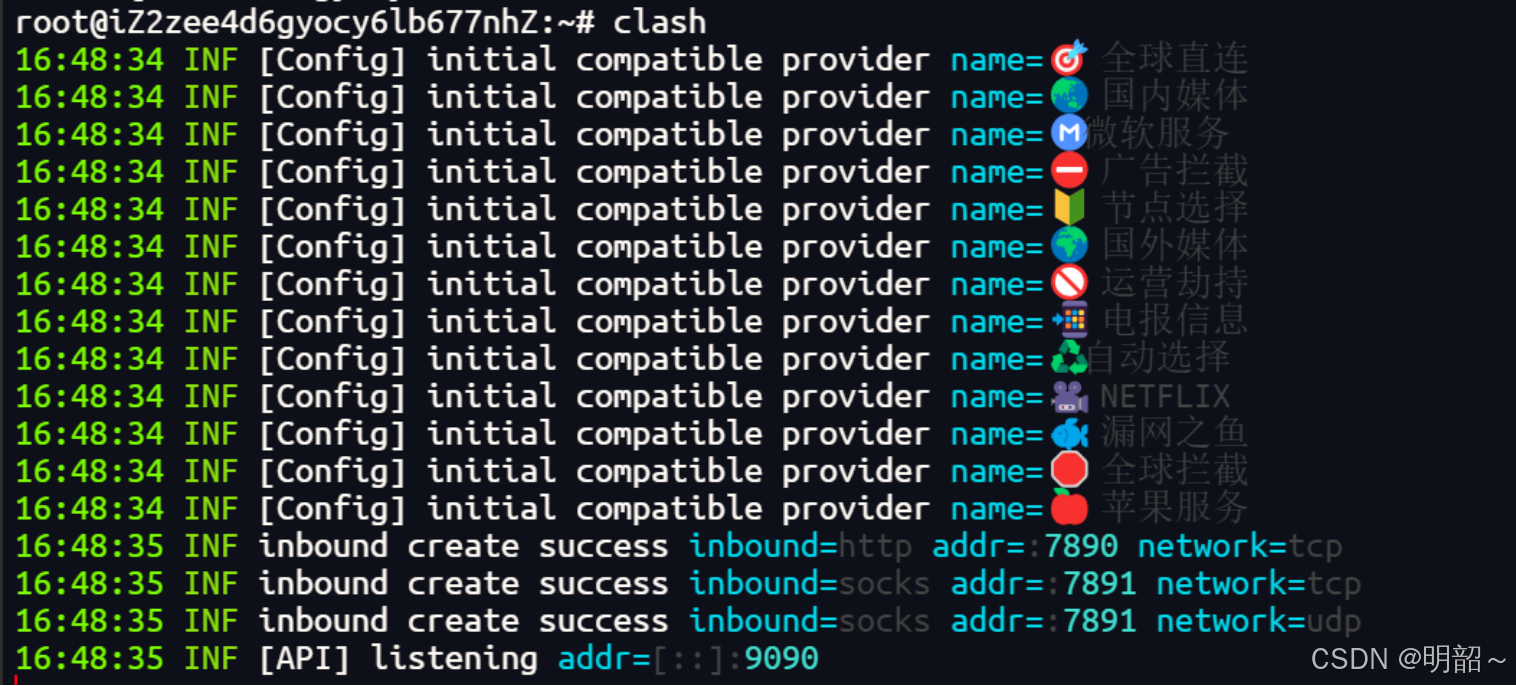 root@iZ2zee4d6gyocy6lb677nhZ:~# clash
16:48:34 INF [Config] initial compatible provider name=🎯 全球直连
16:48:34 INF [Config] initial compatible provider name=🌏 国内媒体
16:48:34 INF [Config] initial compatible provider name=Ⓜ️微软服务
16:48:34 INF [Config] initial compatible provider name=⛔ 广告拦截
16:48:34 INF [Config] initial compatible provider name=🔰 节点选择
16:48:34 INF [Config] initial compatible provider name=🌍 国外媒体
16:48:34 INF [Config] initial compatible provider name=🚫 运营劫持
16:48:34 INF [Config] initial compatible provider name=📲 电报信息
16:48:34 INF [Config] initial compatible provider name=♻️自动选择
16:48:34 INF [Config] initial compatible provider name=🎥 NETFLIX
16:48:34 INF [Config] initial compatible provider name=🐟 漏网之鱼
16:48:34 INF [Config] initial compatible provider name=🛑 全球拦截
16:48:34 INF [Config] initial compatible provider name=🍎 苹果服务
16:48:35 INF inbound create success inbound=http addr=:7890 network=tcp
16:48:35 INF inbound create success inbound=socks addr=:7891 network=tcp
16:48:35 INF inbound create success inbound=socks addr=:7891 network=udp
16:48:35 INF [API] listening addr=[::]:9090
CSDN @明韶～